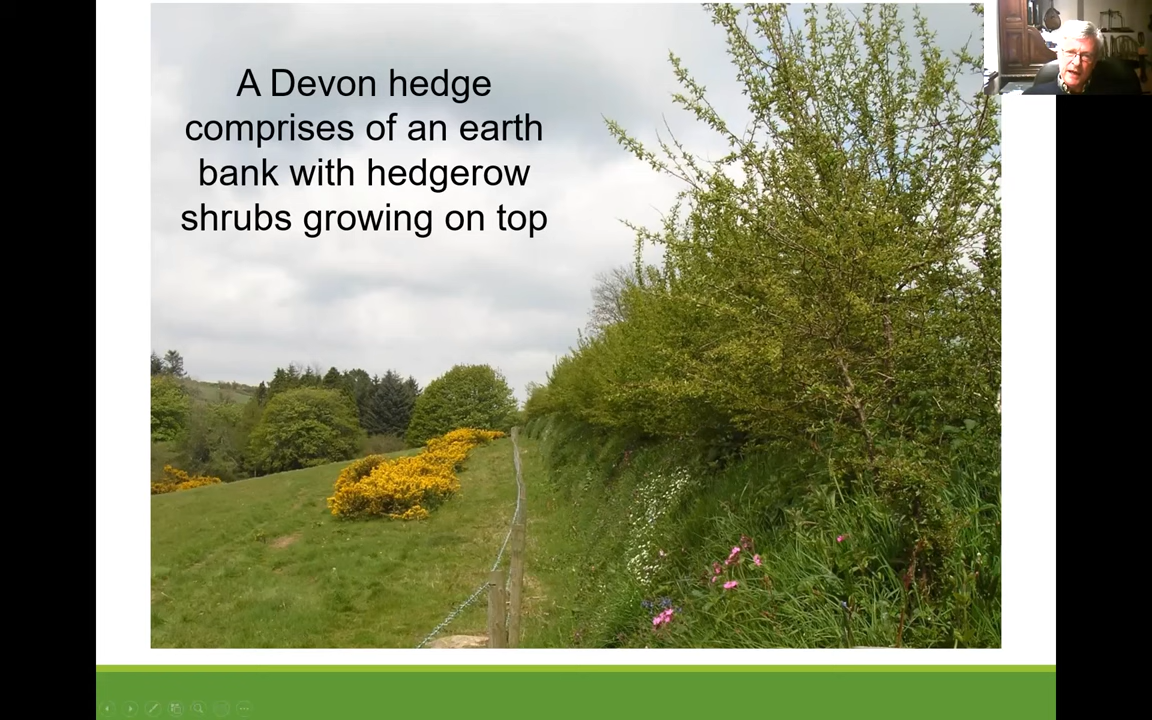 A Devon hedge
comprises of an earth
bank with hedgerow
shrubs growing on top